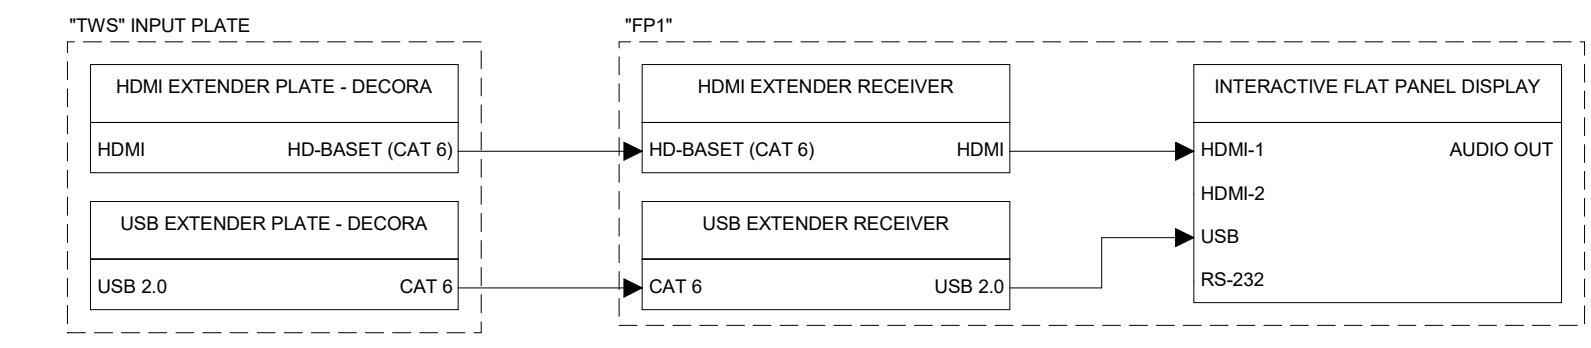 "TWS" INPUT PLATE
HDMI EXTENDER PLATE - DECORA
HDMI HD-BASET (CAT 6)
USB EXTENDER PLATE - DECORA
USB 2.0 CAT 6
"FP1"
HDMI EXTENDER RECEIVER
HD-BASET (CAT 6) HDMI
USB EXTENDER RECEIVER
CAT 6 USB 2.0
INTERACTIVE FLAT PANEL DISPLAY
HDMI-1 AUDIO OUT
HDMI-2
USB
RS-232